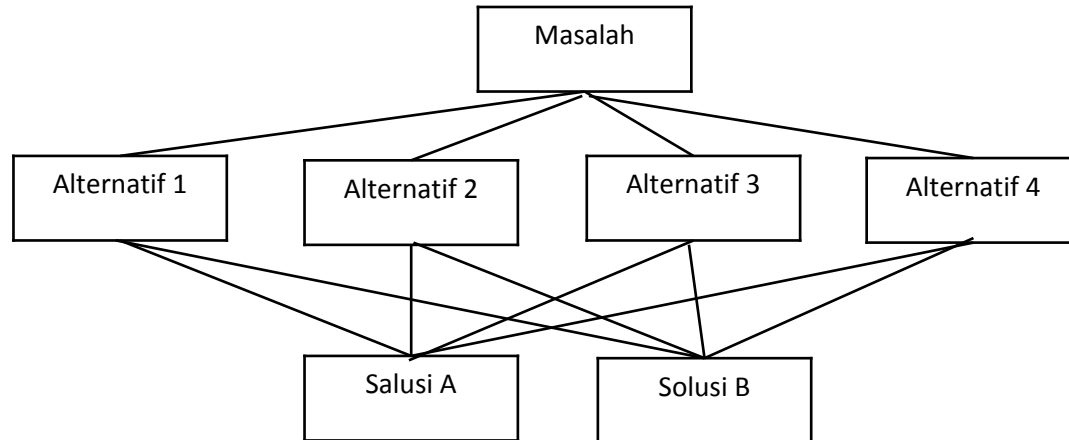 Masalah
Alternatif 1
Alternatif 2
Alternatif 3
Alternatif 4
Salusi A
Solusi B